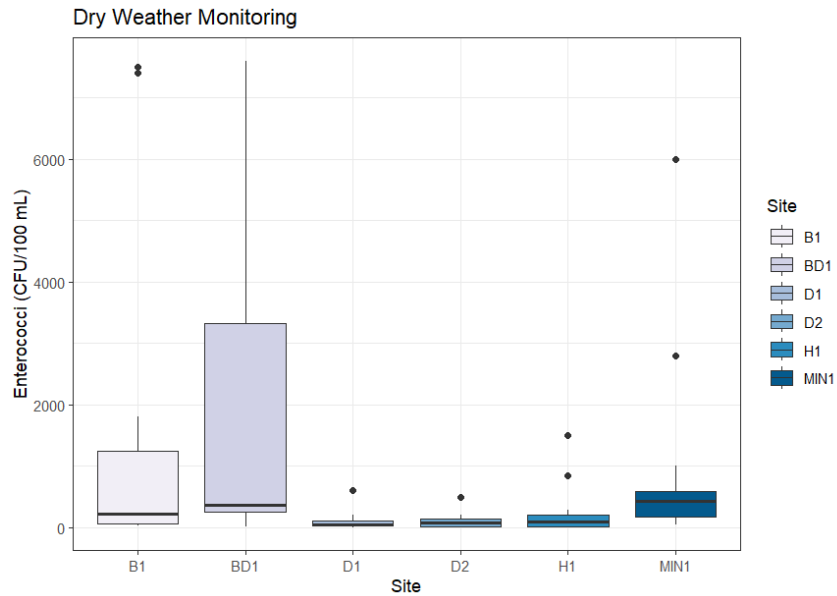 Dry Weather Monitoring
Enterococci (CFU/100 mL)
6000
4000
2000
0
B1
BD1
D1
D2
H1
MIN1
Site
Site
B1
BD1
D1
D2
H1
MIN1